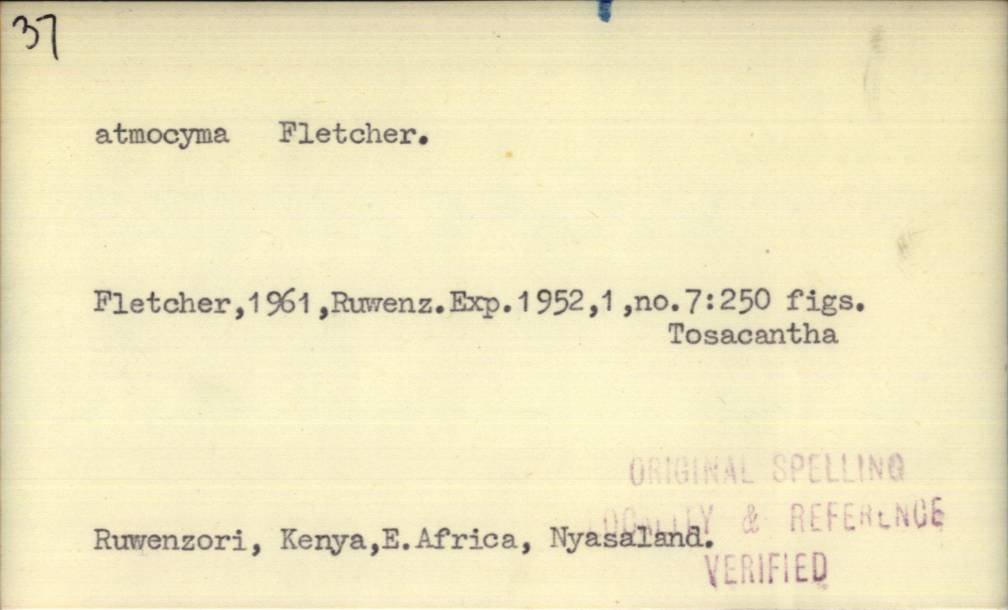 37
atmocyma Fletcher.
Fletcher,1961,Ruwenz.Exp.1952,1,no.7:250 figs.
Tosacantha
ORIGINAL SPELLING
LOCALITY & REFERENCE
Ruwenzori, Kenya,E.Africa, Nyasaland.
VERIFIED